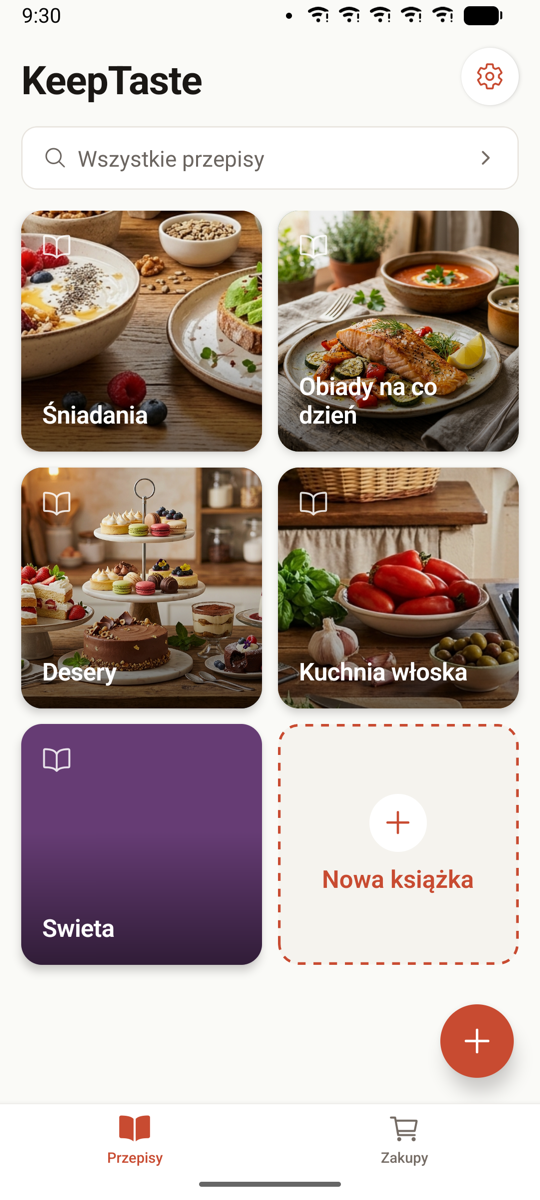 9:30
KeepTaste
Wszystkie przepisy
Śniadania
Obiady na co
dzień
Desery
Kuchnia włoska
Swieta
Nowa książka
Przepisy
Zakupy